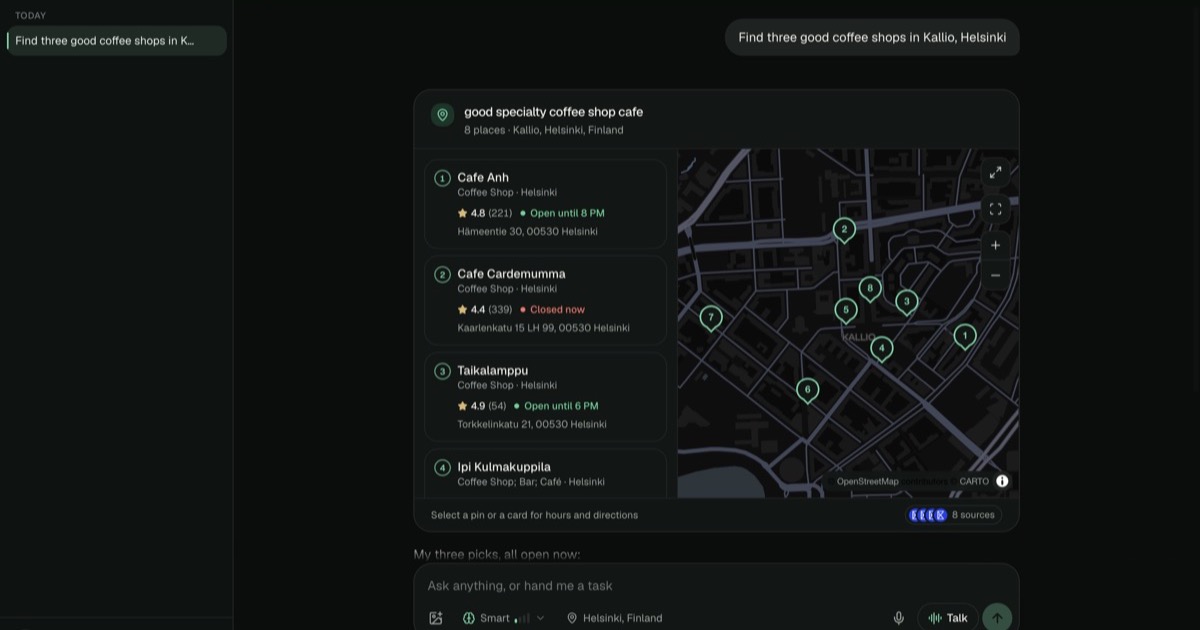 TODAY
Find three good coffee shops in K...
Find three good coffee shops in Kallio, Helsinki
good specialty coffee shop cafe
8 places · Kallio, Helsinki, Finland
1 Cafe Anh
Coffee Shop · Helsinki
4.8 (221) Open until 8 PM
Hämeentie 30, 00530 Helsinki
2 Cafe Cardemumma
Coffee Shop · Helsinki
4.4 (339) Closed now
Kaarlenkatu 15 LH 99, 00530 Helsinki
3 Taikalamppu
Coffee Shop · Helsinki
4.9 (54) Open until 6 PM
Torkkelinkatu 21, 00530 Helsinki
4 Ipi Kulmakuppila
Coffee Shop; Bar; Café · Helsinki
2
8
3
5
7
1
KALLIO
4
6
OpenStreetMap contributors CARTO
Select a pin or a card for hours and directions
8 sources
My three picks, all open now:
Ask anything, or hand me a task
Smart
Helsinki, Finland
Talk